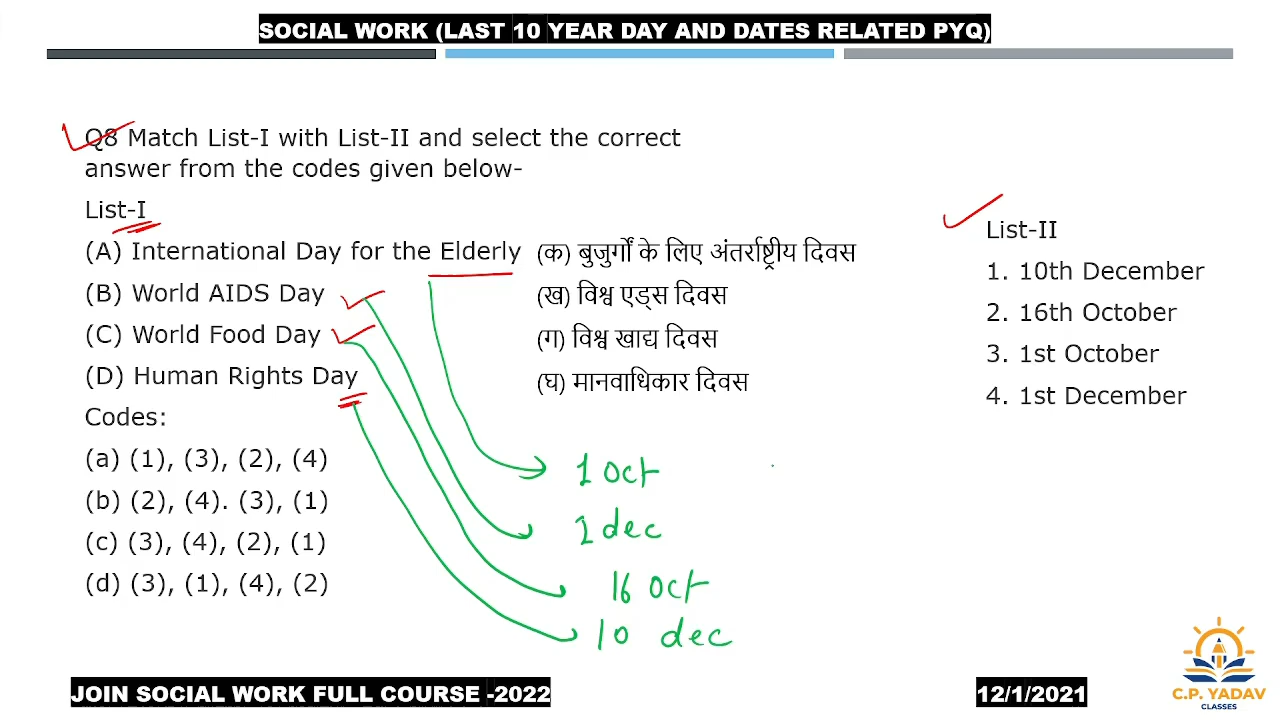 SOCIAL WORK (LAST 10 YEAR DAY AND DATES RELATED PYQ)
Q8 Match List-I with List-II and select the correct
answer from the codes given below-
List-I
(A) International Day for the Elderly
(B) World AIDS Day
(C) World Food Day
(D) Human Rights Day
Codes:
(a) (1), (3), (2), (4)
(b) (2), (4). (3), (1)
(c) (3), (4), (2), (1)
(d) (3), (1), (4), (2)
(क) बुजुर्गों के लिए अंतर्राष्ट्रीय दिवस
(ख) विश्व एड्स दिवस
(ग) विश्व खाद्य दिवस
(घ) मानवाधिकार दिवस
List-II
1. 10th December
2. 16th October
3. 1st October
4. 1st December
1 Oct
1 dec
16 Oct
10 dec
JOIN SOCIAL WORK FULL COURSE -2022
12/1/2021
C.P. YADAV
CLASSES